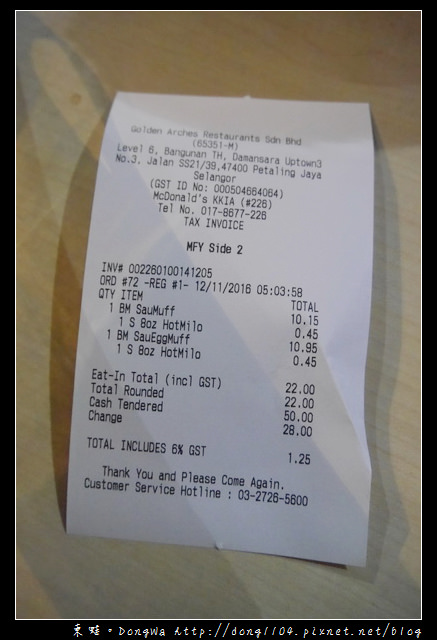 Golden Arches Restaurants Sdn Bhd
(65351-M)
Level 6, Bangunan TH, Damansara Uptown3
No.3, Jalan SS21/39,47400 Petaling Jaya
Selangor
(GST ID No: 000504664064)
McDonald's KKIA (#226)
Tel No. 017-8677-226
TAX INVOICE
MFY Side 2
INV# 002260100141205
ORD #72 -REG #1- 12/11/2016 05:03:58
QTY ITEM TOTAL
1 BM SauMuff 10.15
1 S 8oz HotMilo 0.45
1 BM SauEggMuff 10.95
1 S 8oz HotMilo 0.45
Eat-In Total (incl GST) 22.00
Total Rounded 22.00
Cash Tendered 50.00
Change 28.00
TOTAL INCLUDES 6% GST 1.25
Thank You and Please Come Again.
Customer Service Hotline : 03-2726-5600
東蛙。DongWa http://dong1104.pixnet.net/blog